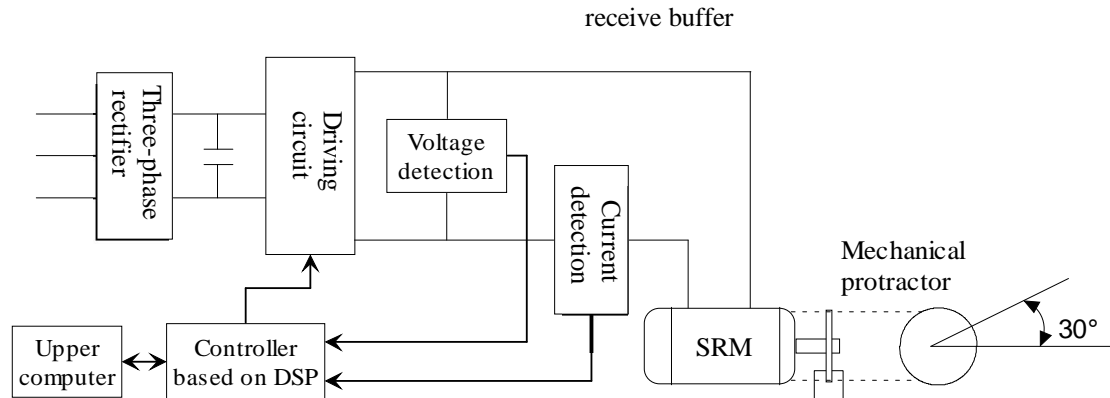 receive buffer
Three-phase
rectifier
Driving
circuit
Voltage
detection
Current
detection
Mechanical
protractor
30°
Upper
computer
Controller
based on DSP
SRM